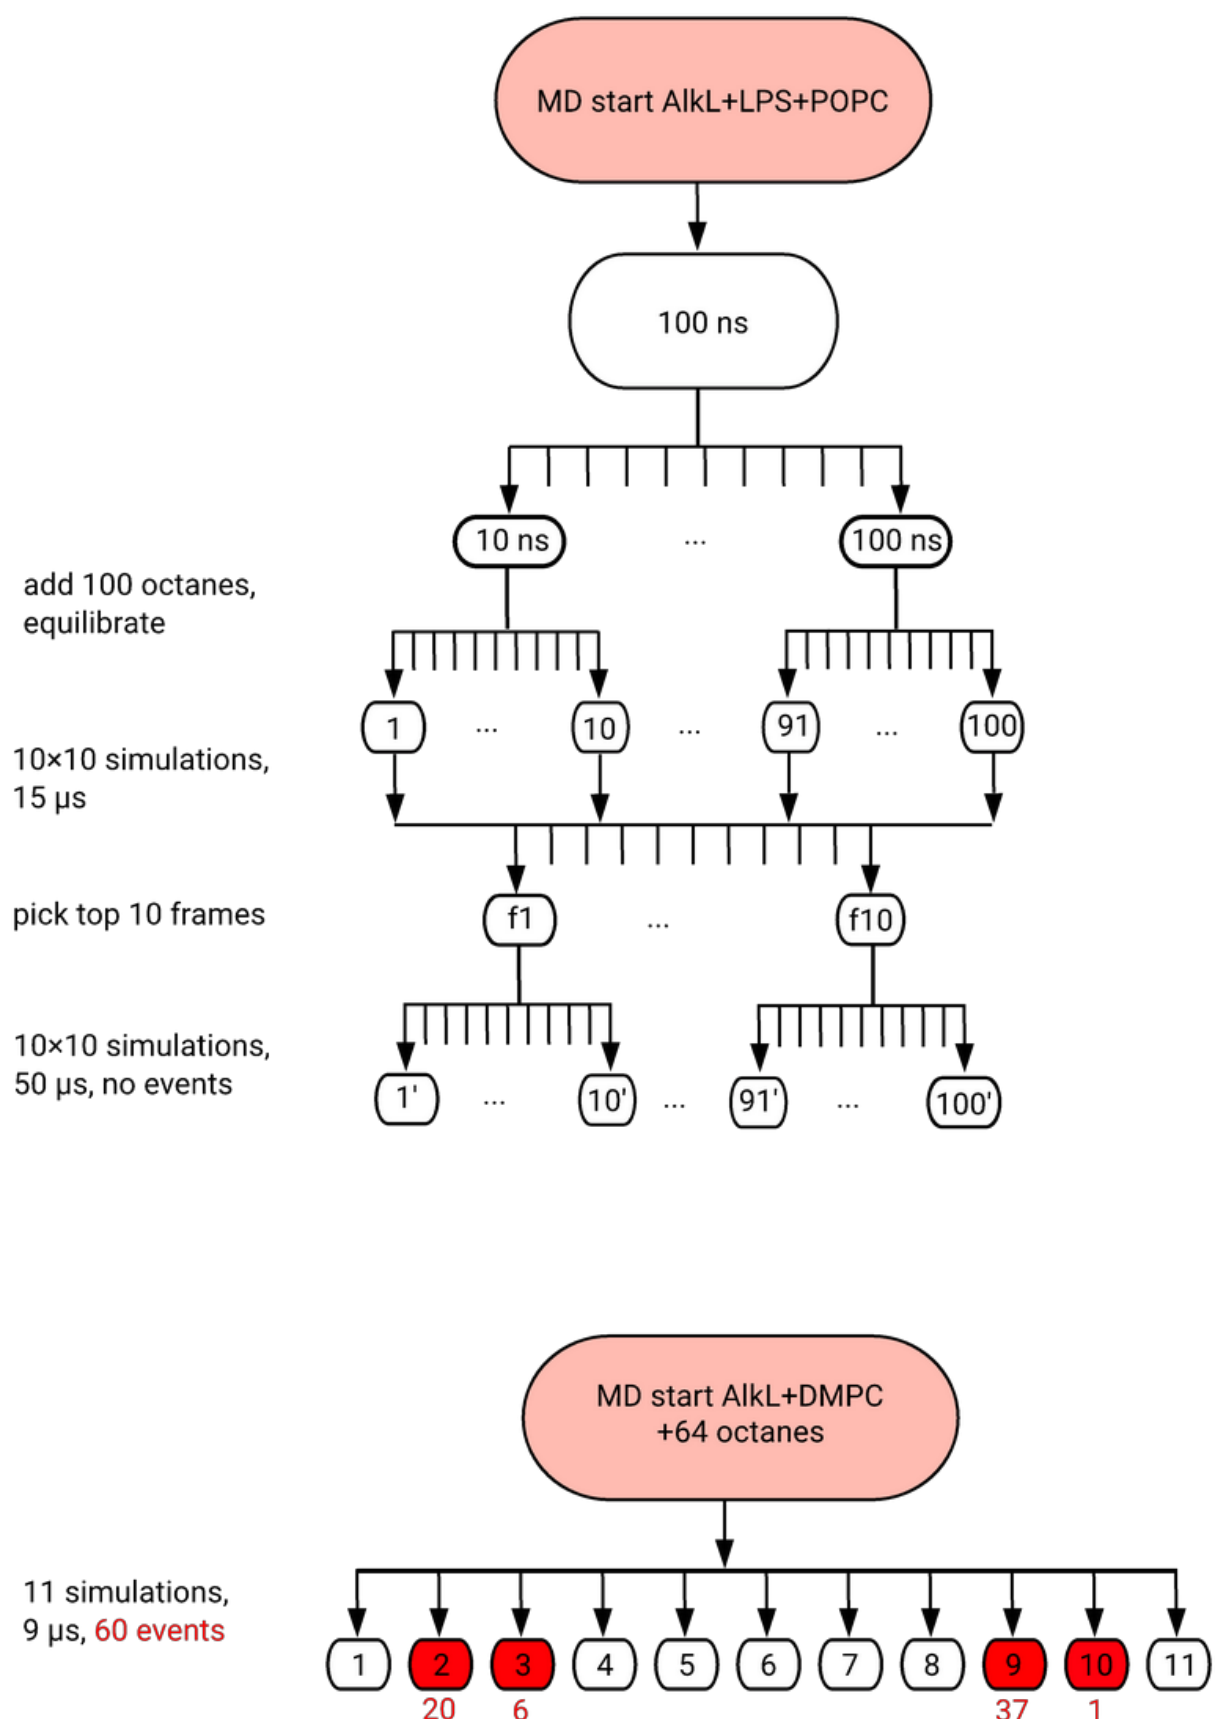 MD start AlkL+LPS+POPC
100 ns
10 ns ... 100 ns
add 100 octanes,
equilibrate
1 ... 10 ... 91 ... 100
10×10 simulations,
15 μs
pick top 10 frames
f1 ... f10
10×10 simulations,
50 μs, no events
1' ... 10' ... 91' ... 100'
MD start AlkL+DMPC
+64 octanes
11 simulations,
9 μs, 60 events
1 2 3 4 5 6 7 8 9 10 11
20 6 37 1